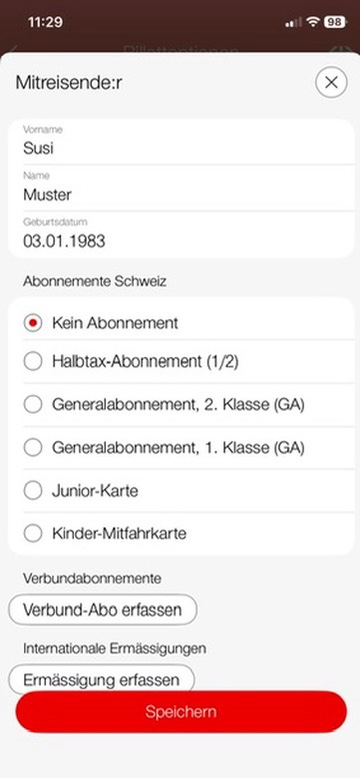 11:29
98
Billettoptionen
Mitreisende:r
Vorname
Susi
Name
Muster
Geburtsdatum
03.01.1983
Abonnemente Schweiz
Kein Abonnement
Halbtax-Abonnement (1/2)
Generalabonnement, 2. Klasse (GA)
Generalabonnement, 1. Klasse (GA)
Junior-Karte
Kinder-Mitfahrkarte
Verbundabonnemente
Verbund-Abo erfassen
Internationale Ermässigungen
Ermässigung erfassen
Speichern